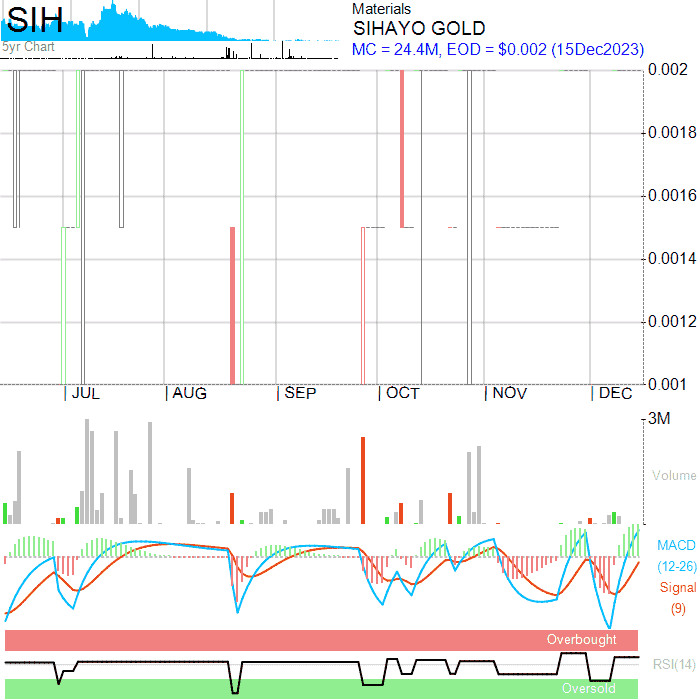 SIH
5yr Chart
Materials
SIHAYO GOLD
MC = 24.4M, EOD = $0.002 (15Dec2023)
0.002
0.0018
0.0016
0.0014
0.0012
0.001
JUL AUG SEP OCT NOV DEC
3M
Volume
MACD
(12-26)
Signal
(9)
Overbought
RSI(14)
Oversold